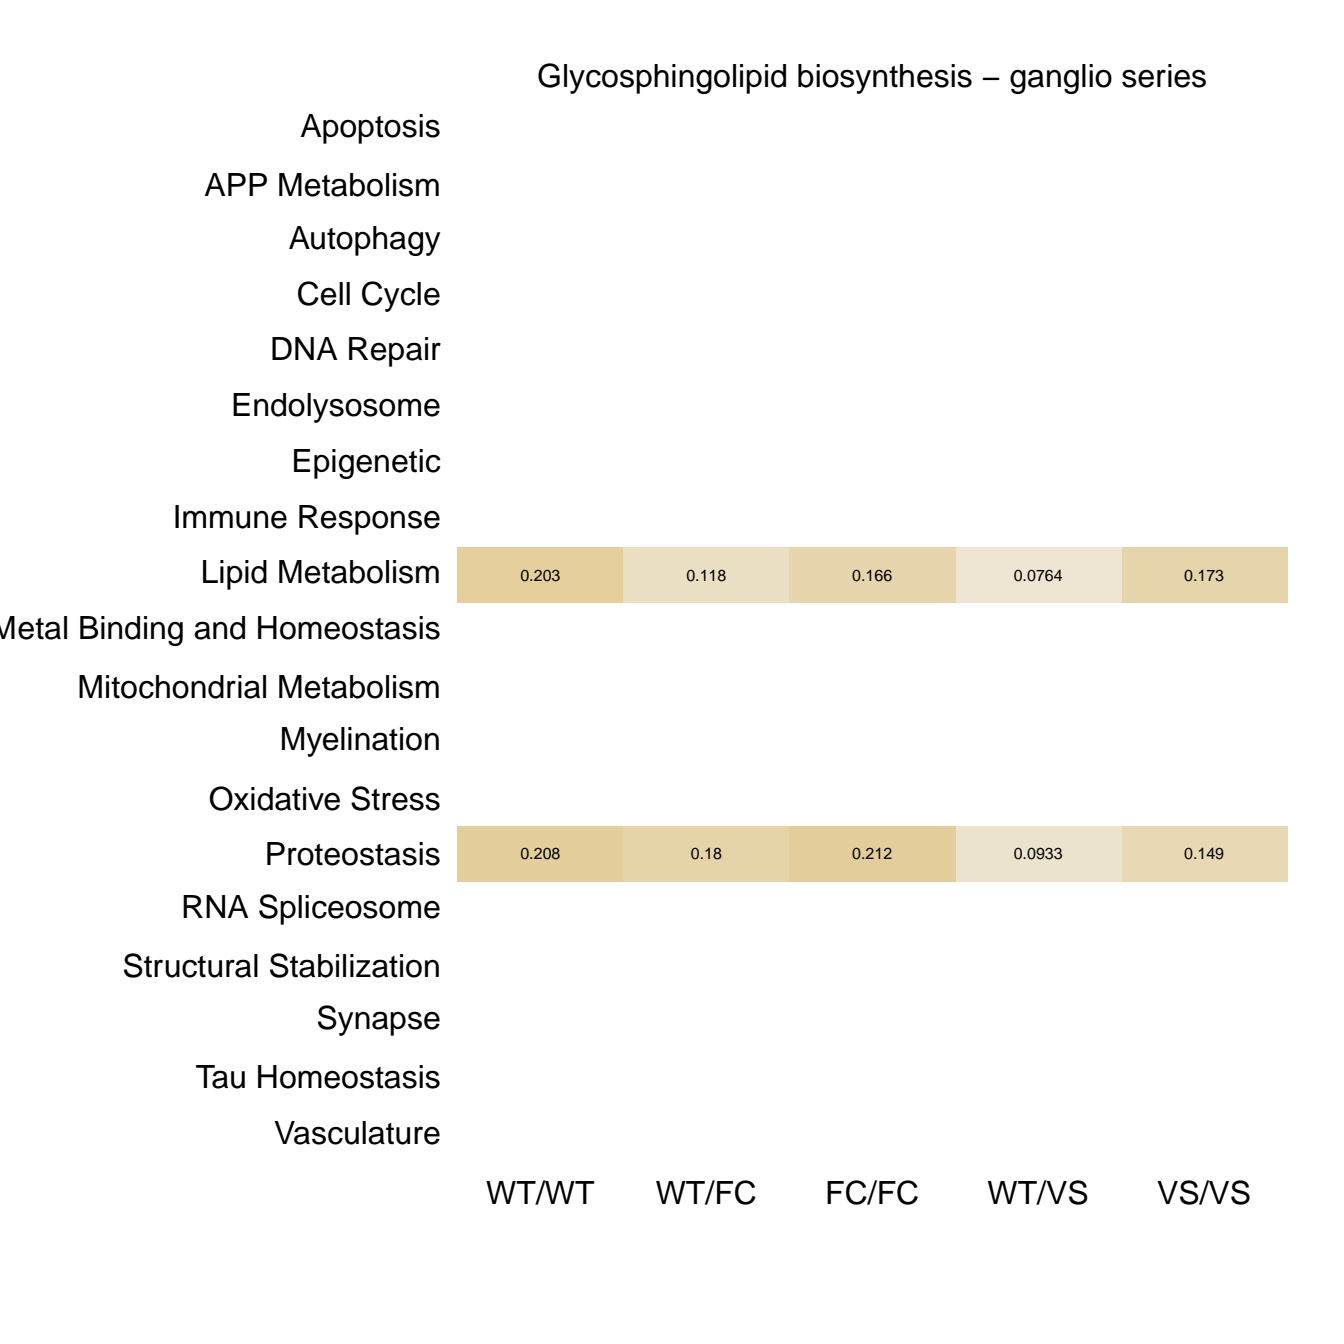 Glycosphingolipid biosynthesis – ganglio series
Apoptosis
APP Metabolism
Autophagy
Cell Cycle
DNA Repair
Endolysosome
Epigenetic
Immune Response
Lipid Metabolism 0.203 0.118 0.166 0.0764 0.173
Metal Binding and Homeostasis
Mitochondrial Metabolism
Myelination
Oxidative Stress
Proteostasis 0.208 0.18 0.212 0.0933 0.149
RNA Spliceosome
Structural Stabilization
Synapse
Tau Homeostasis
Vasculature
WT/WT WT/FC FC/FC WT/VS VS/VS